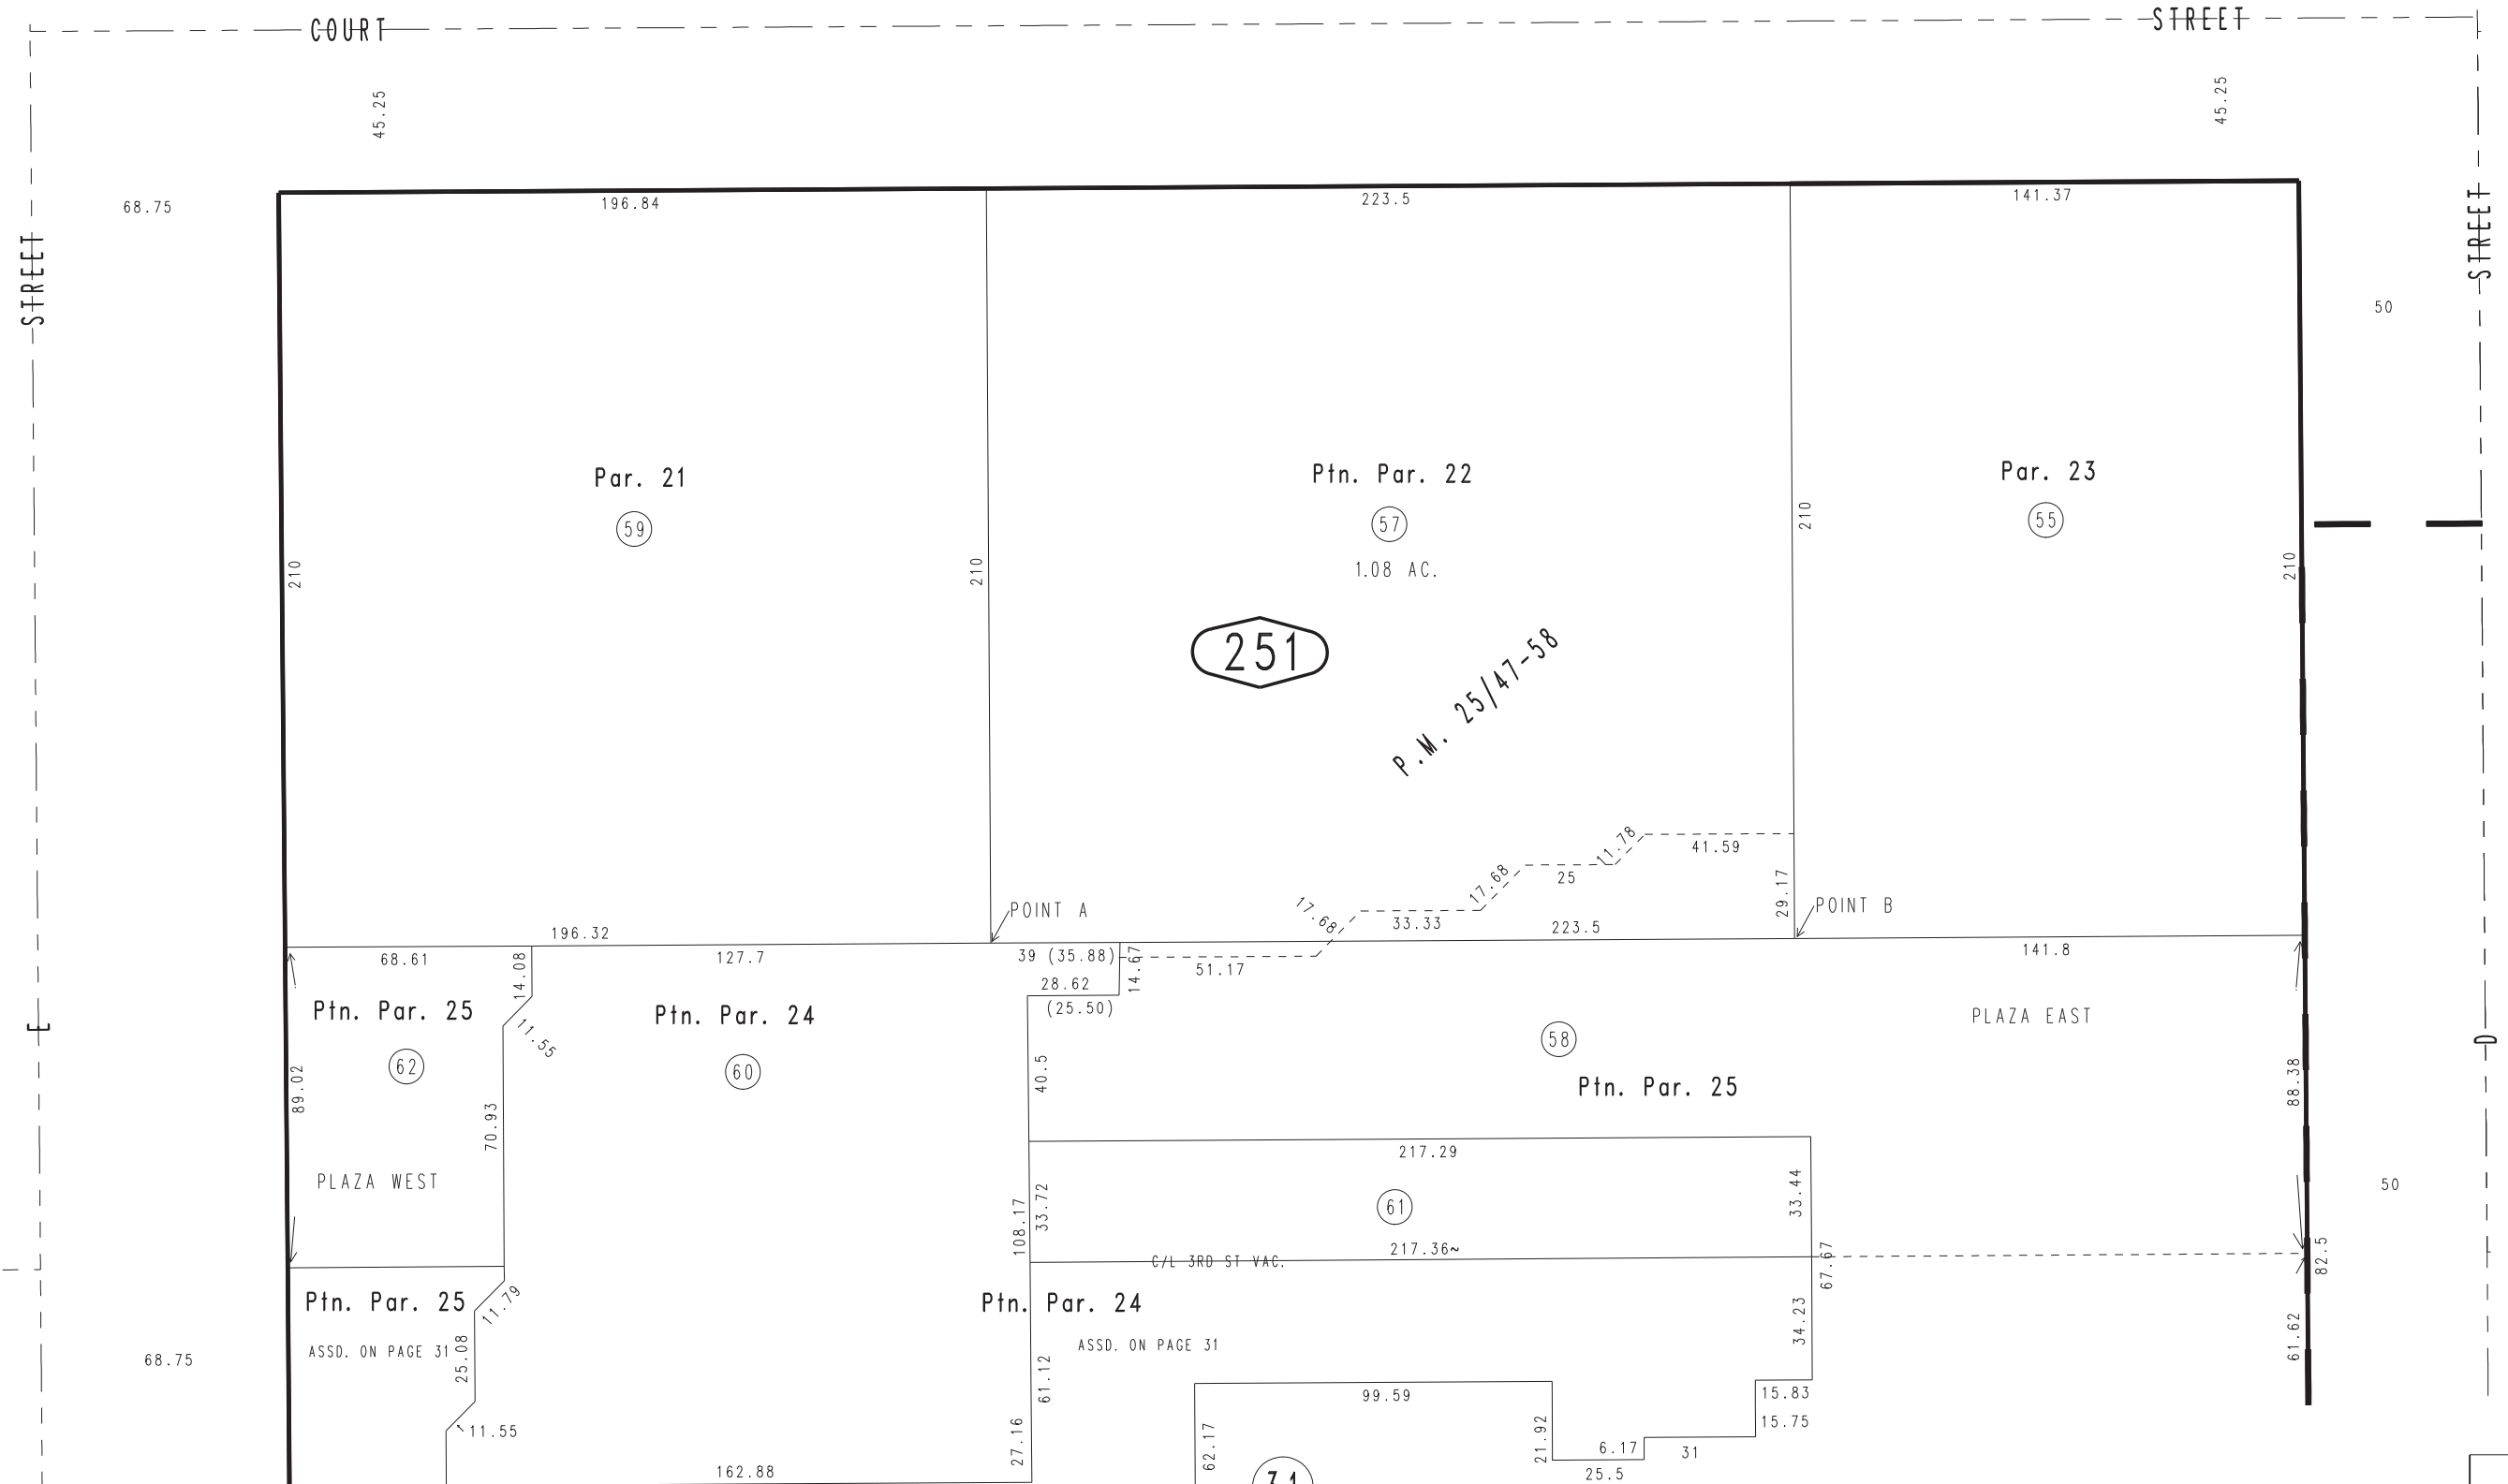 COURT STREET
45.25 45.25
68.75 196.84 223.5 141.37
STREET STREET
50
Par. 21 Ptn. Par. 22 Par. 23
59 57 55
1.08 AC.
210 210 210 210
251
P.M. 25/47-58
17.68 33.33 17.68 25 11.78 41.59 29.17
POINT A POINT B
196.32 223.5
68.61 14.08 127.7 39 (35.88) 14.67 51.17 141.8
28.62
(25.50)
Ptn. Par. 25 11.55 Ptn. Par. 24 PLAZA EAST
E D
62 60 58
89.02 70.93 40.5 Ptn. Par. 25 88.38
217.29
PLAZA WEST 50
108.17 33.72 61 33.44
217.36~
C/L 3RD ST VAC. 67.67 82.5
Ptn. Par. 25 11.79 Ptn. Par. 24
ASSD. ON PAGE 31 25.08 ASSD. ON PAGE 31 34.23 61.62
68.75 61.12
99.59 15.83
11.55 27.16 62.17 21.92 15.75
6.17 31
162.88 25.5